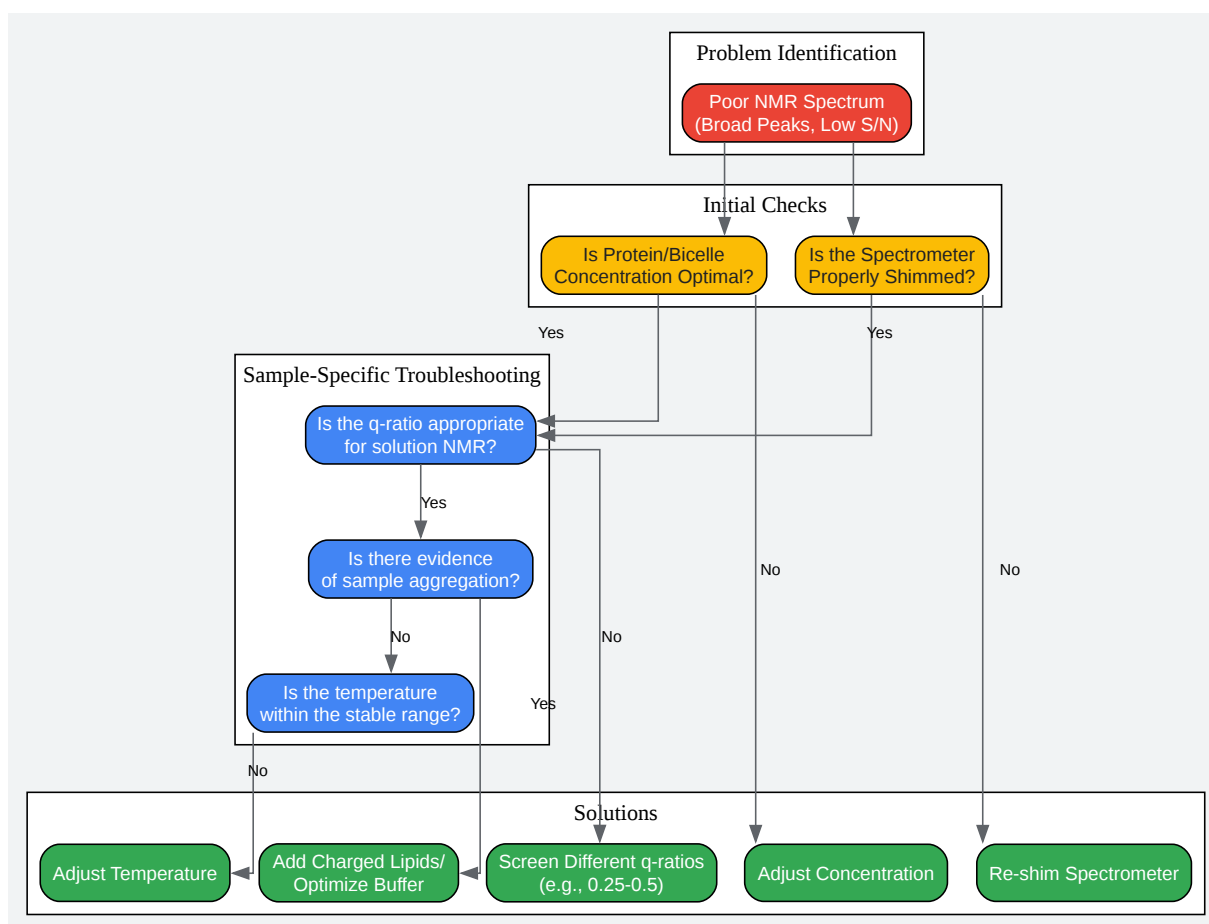 Problem Identification
Poor NMR Spectrum
(Broad Peaks, Low S/N)
Initial Checks
Is Protein/Bicelle
Concentration Optimal?
Is the Spectrometer
Properly Shimmed?
Yes
Yes
Sample-Specific Troubleshooting
Is the q-ratio appropriate
for solution NMR?
Yes
Is there evidence
of sample aggregation?
No
No
No
No
Is the temperature
within the stable range?
Yes
No
Solutions
Adjust Temperature
Add Charged Lipids/
Optimize Buffer
Screen Different q-ratios
(e.g., 0.25-0.5)
Adjust Concentration
Re-shim Spectrometer